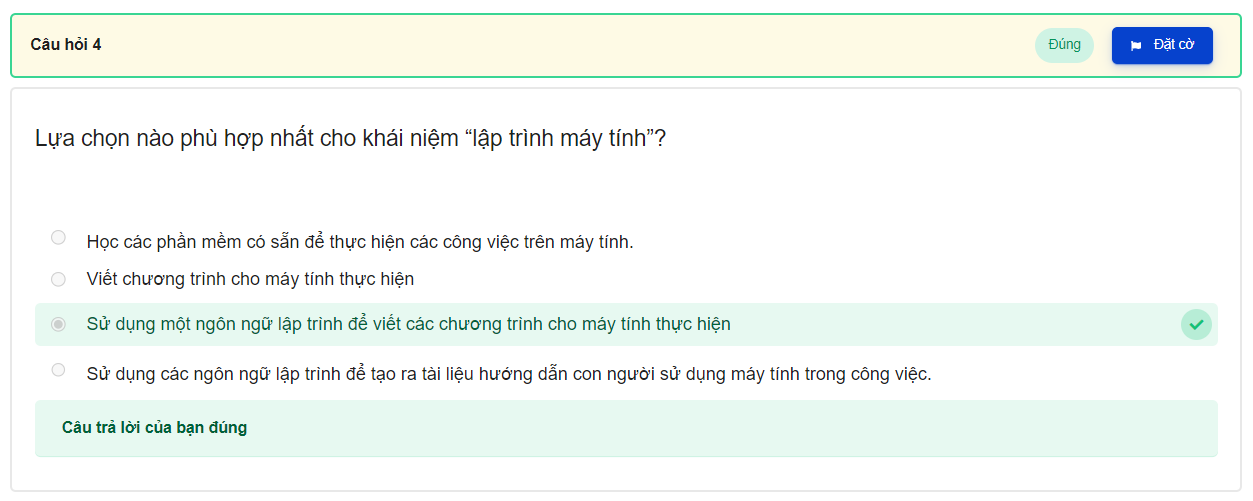 Câu hỏi 4
Đúng
Đặt cờ
Lựa chọn nào phù hợp nhất cho khái niệm “lập trình máy tính”?
Học các phần mềm có sẵn để thực hiện các công việc trên máy tính.
Viết chương trình cho máy tính thực hiện
Sử dụng một ngôn ngữ lập trình để viết các chương trình cho máy tính thực hiện
Sử dụng các ngôn ngữ lập trình để tạo ra tài liệu hướng dẫn con người sử dụng máy tính trong công việc.
Câu trả lời của bạn đúng